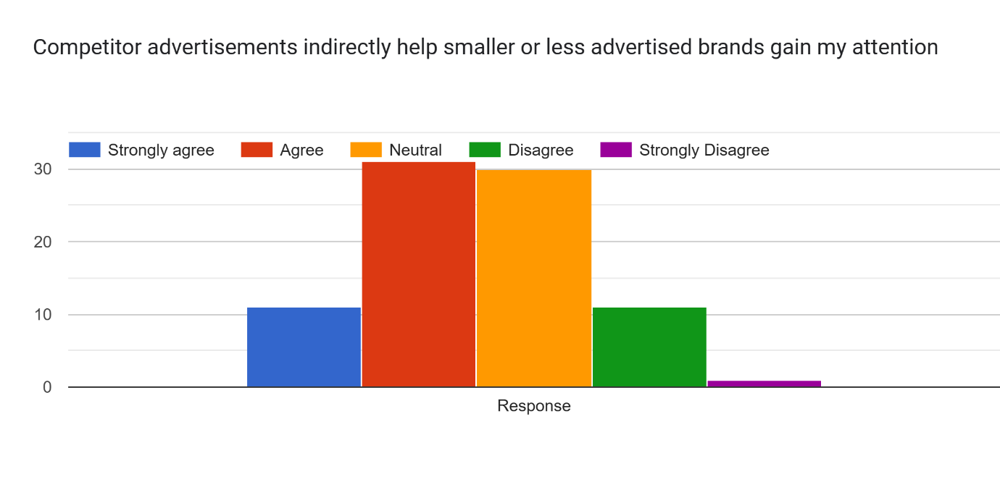 Competitor advertisements indirectly help smaller or less advertised brands gain my attention
Strongly agree Agree Neutral Disagree Strongly Disagree
30
20
10
0
Response